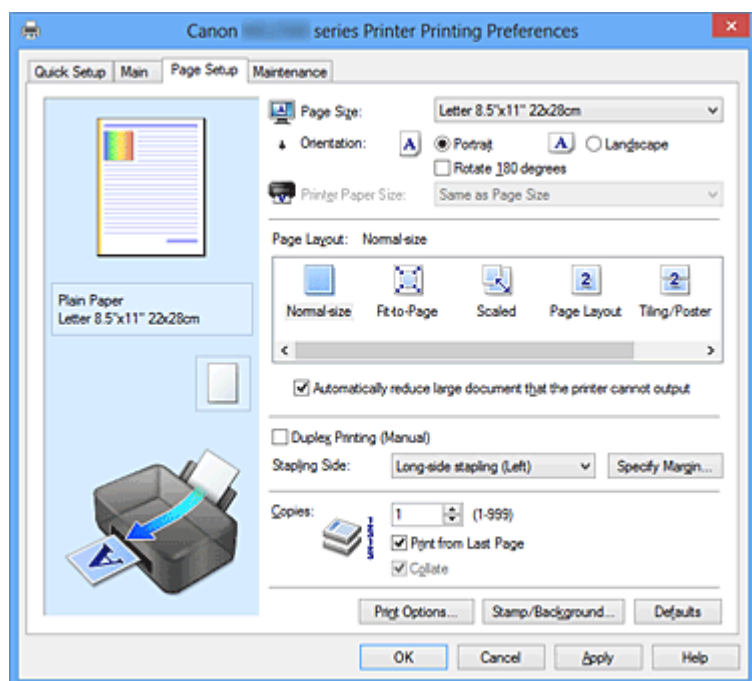 Canon series Printer Printing Preferences
Quick Setup Main Page Setup Maintenance
Page Size: Letter 8.5"x11" 22x28cm
Orientation: A Portrait A Landscape
Rotate 180 degrees
Printer Paper Size: Same as Page Size
Page Layout: Normal-size
2 2
Normal-size Fit-to-Page Scaled Page Layout Tiling/Poster
Plain Paper
Letter 8.5"x11" 22x28cm
Automatically reduce large document that the printer cannot output
Duplex Printing (Manual)
Stapling Side: Long-side stapling (Left) Specify Margin...
Copies: 1 (1-999)
Print from Last Page
Collate
A
Print Options... Stamp/Background... Defaults
OK Cancel Apply Help